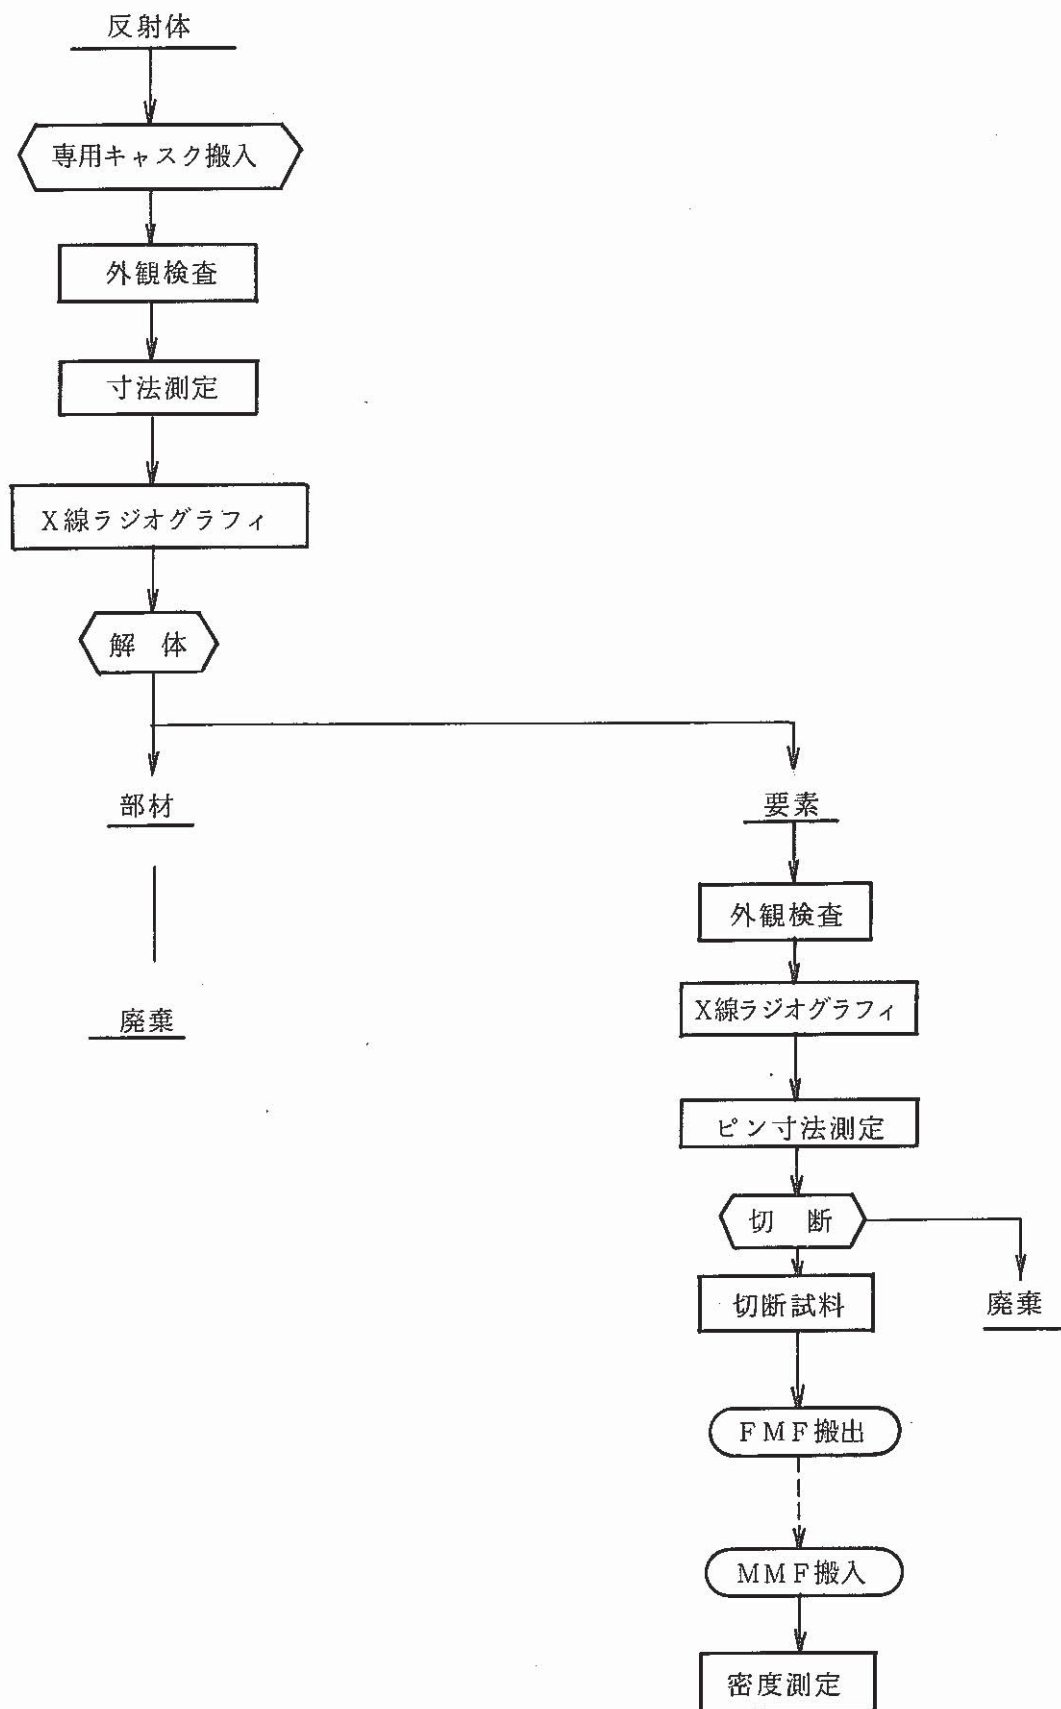 反射体
専用キャスク搬入
外観検査
寸法測定
X線ラジオグラフィ
解 体
部材
廃棄
要素
外観検査
X線ラジオグラフィ
ピン寸法測定
切 断
廃棄
切断試料
FMF搬出
MMF搬入
密度測定